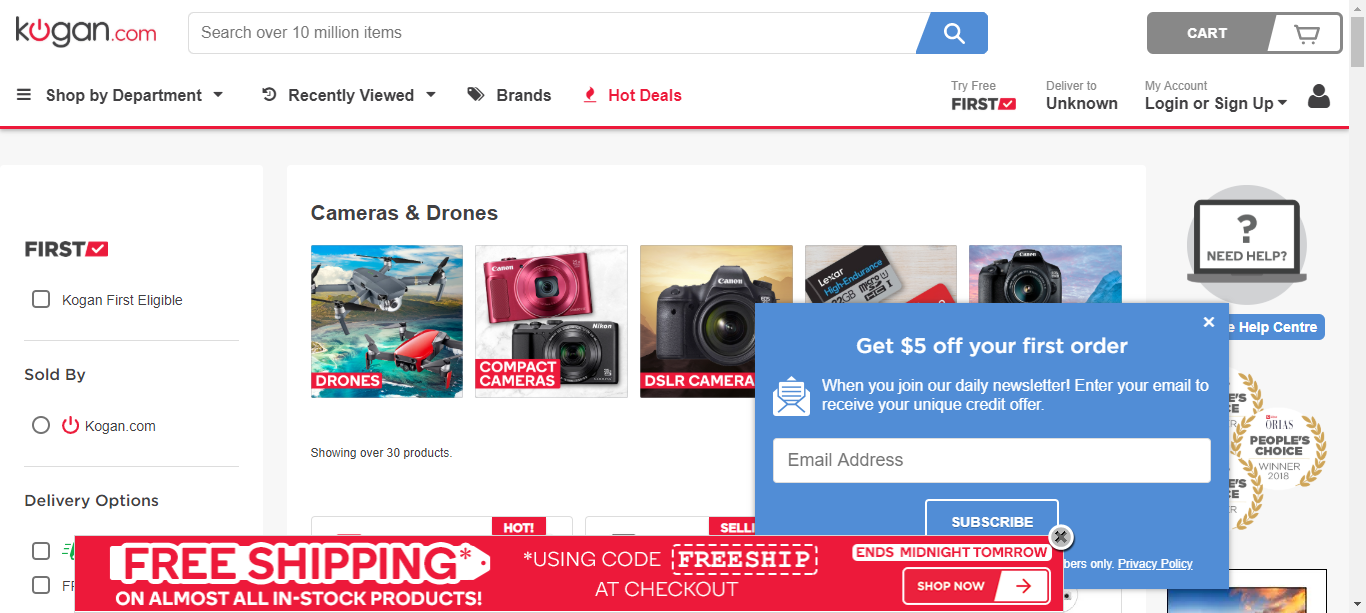 kogan.com
Search over 10 million items
CART
Shop by Department
Recently Viewed
Brands
Hot Deals
Try Free
FIRST
Deliver to
Unknown
My Account
Login or Sign Up
FIRST
Kogan First Eligible
Sold By
Kogan.com
Delivery Options
Cameras & Drones
DRONES
Canon
Nikon
COMPACT
CAMERAS
Canon
DSLR CAMERA
Lexar
High-Endurance
32GB
Canon
Showing over 30 products.
HOT!
SELL
?
NEED HELP?
Help Centre
ORIAS
PEOPLE'S
CHOICE
WINNER
2018
Get $5 off your first order
When you join our daily newsletter! Enter your email to
receive your unique credit offer.
Email Address
SUBSCRIBE
only. Privacy Policy
FREE SHIPPING*
ON ALMOST ALL IN-STOCK PRODUCTS!
*USING CODE FREESHIP
AT CHECKOUT
ENDS MIDNIGHT TOMRROW
SHOP NOW